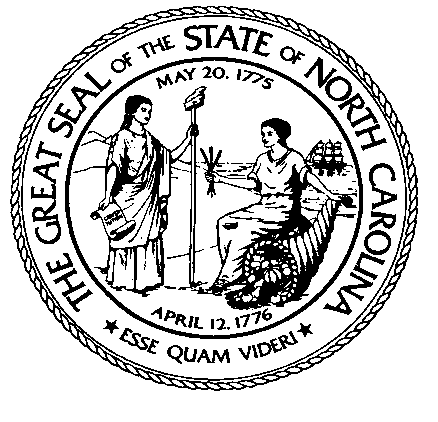 THE GREAT SEAL OF THE STATE OF NORTH CAROLINA
MAY 20, 1775
APRIL 12, 1776
★ ESSE QUAM VIDERI ★